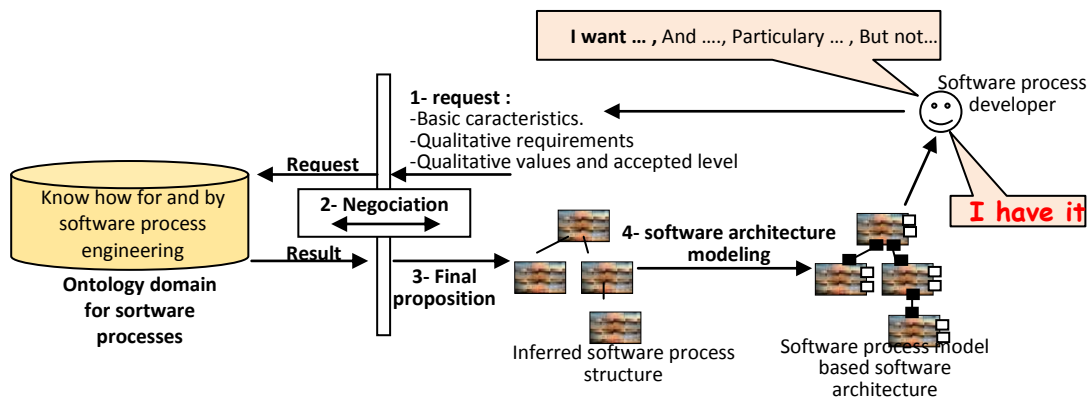 I want … , And …., Particulary … , But not…
Software process
developer
1- request :
-Basic caracteristics.
-Qualitative requirements
-Qualitative values and accepted level
Request
Know how for and by
software process
engineering
2- Negociation
I have it
4- software architecture
modeling
Result
3- Final
proposition
Ontology domain
for sortware
processes
Inferred software process
structure
Software process model
based software
architecture